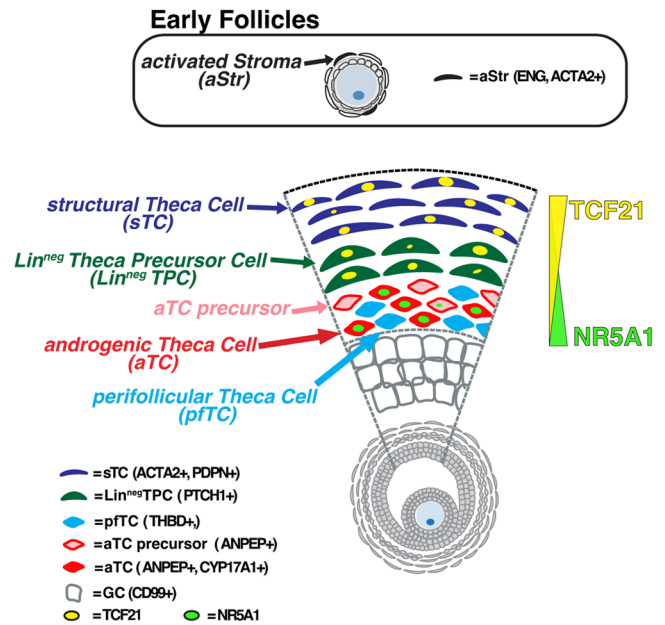 Early Follicles
activated Stroma
(aStr)
=aStr (ENG, ACTA2+)
structural Theca Cell
(sTC)
TCF21
Linneg Theca Precursor Cell
(Linneg TPC)
aTC precursor
androgenic Theca Cell
(aTC)
NR5A1
perifollicular Theca Cell
(pfTC)
=sTC (ACTA2+, PDPN+)
=LinnegTPC (PTCH1+)
=pfTC (THBD+,)
=aTC precursor (ANPEP+)
=aTC (ANPEP+, CYP17A1+)
=GC (CD99+)
=TCF21 =NR5A1